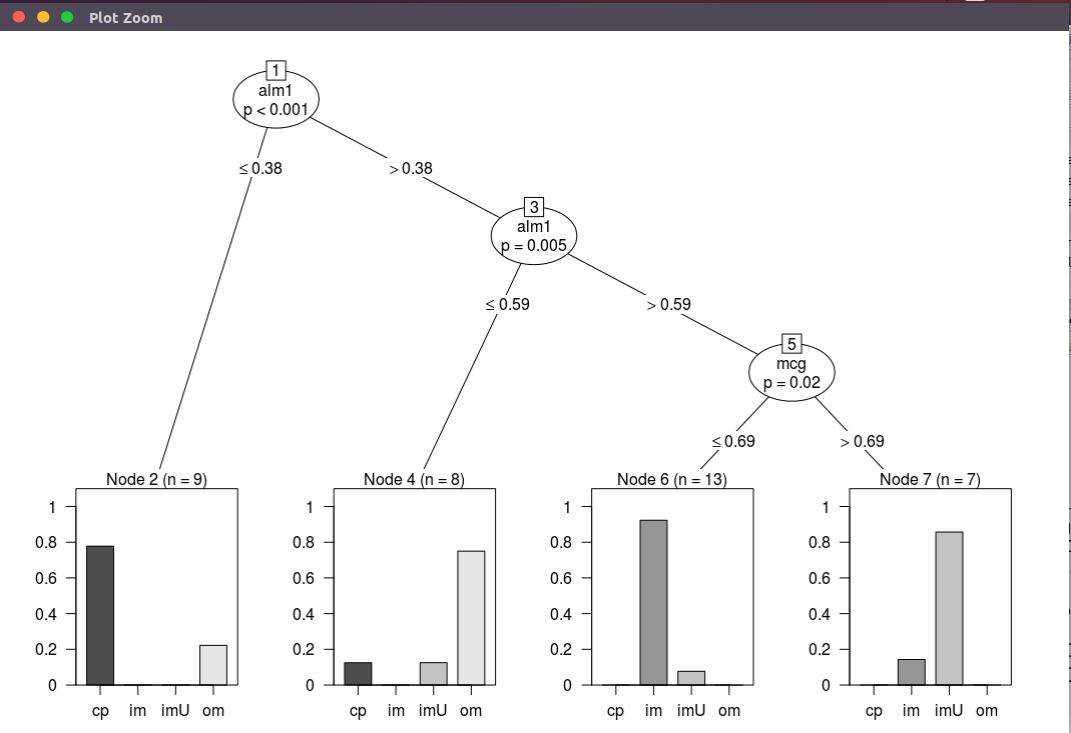 Plot Zoom
1
alm1
p < 0.001
≤ 0.38
> 0.38
3
alm1
p = 0.005
≤ 0.59
> 0.59
5
mcg
p = 0.02
≤ 0.69
> 0.69
Node 2 (n = 9)
1
0.8
0.6
0.4
0.2
0
cp im imU om
Node 4 (n = 8)
1
0.8
0.6
0.4
0.2
0
cp im imU om
Node 6 (n = 13)
1
0.8
0.6
0.4
0.2
0
cp im imU om
Node 7 (n = 7)
1
0.8
0.6
0.4
0.2
0
cp im imU om